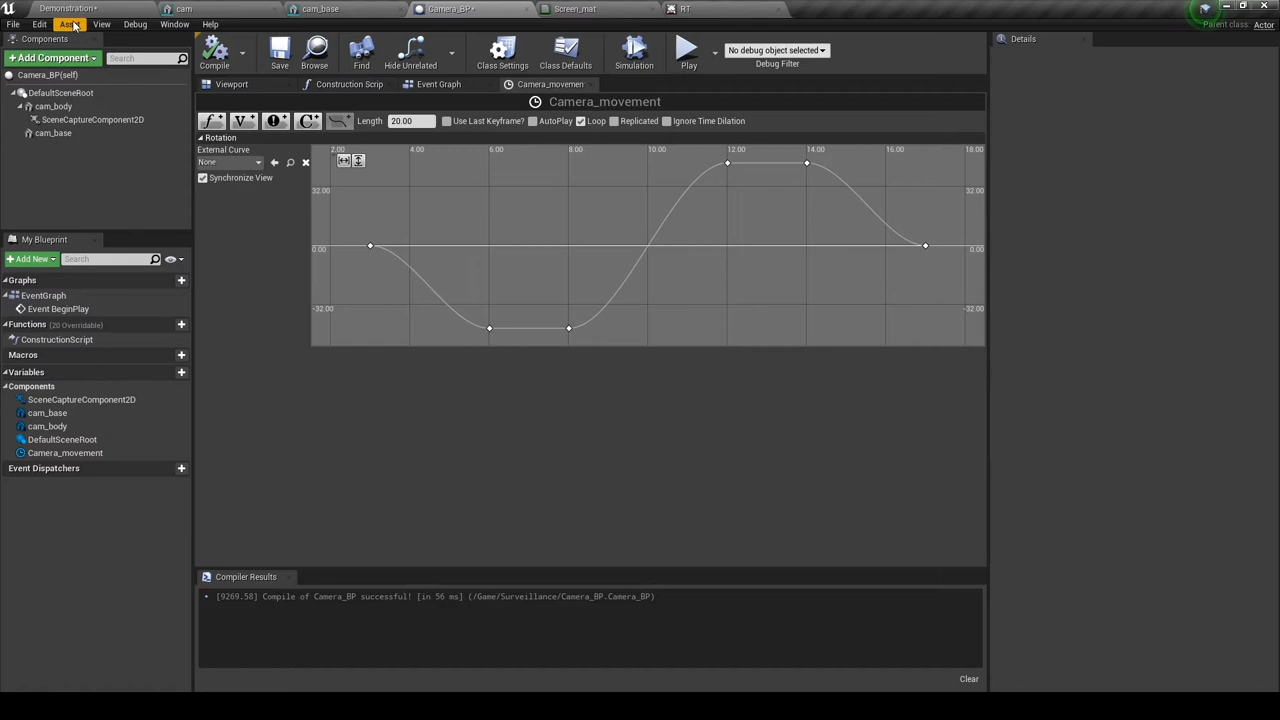 Demonstration*
cam
cam_base
Camera_BP*
Screen_mat
RT
File Edit Asset View Debug Window Help
Parent class: Actor
Components
+Add Component
Search
Camera_BP(self)
DefaultSceneRoot
cam_body
SceneCaptureComponent2D
cam_base
My Blueprint
+Add New
Search
Graphs
EventGraph
Event BeginPlay
Functions (20 Overridable)
ConstructionScript
Macros
Variables
Components
SceneCaptureComponent2D
cam_base
cam_body
DefaultSceneRoot
Camera_movement
Event Dispatchers
Compile
Save
Browse
Find
Hide Unrelated
Class Settings
Class Defaults
Simulation
Play
No debug object selected
Debug Filter
Viewport
Construction Scrip
Event Graph
Camera_movemen
Camera_movement
Length 20.00 Use Last Keyframe? AutoPlay Loop Replicated Ignore Time Dilation
Rotation
External Curve
None
Synchronize View
2.00 4.00 6.00 8.00 10.00 12.00 14.00 16.00 18.00
32.00 32.00
0.00 0.00
-32.00 -32.00
Compiler Results
[9269.58] Compile of Camera_BP successful! [in 56 ms] (/Game/Surveillance/Camera_BP.Camera_BP)
Clear
Details